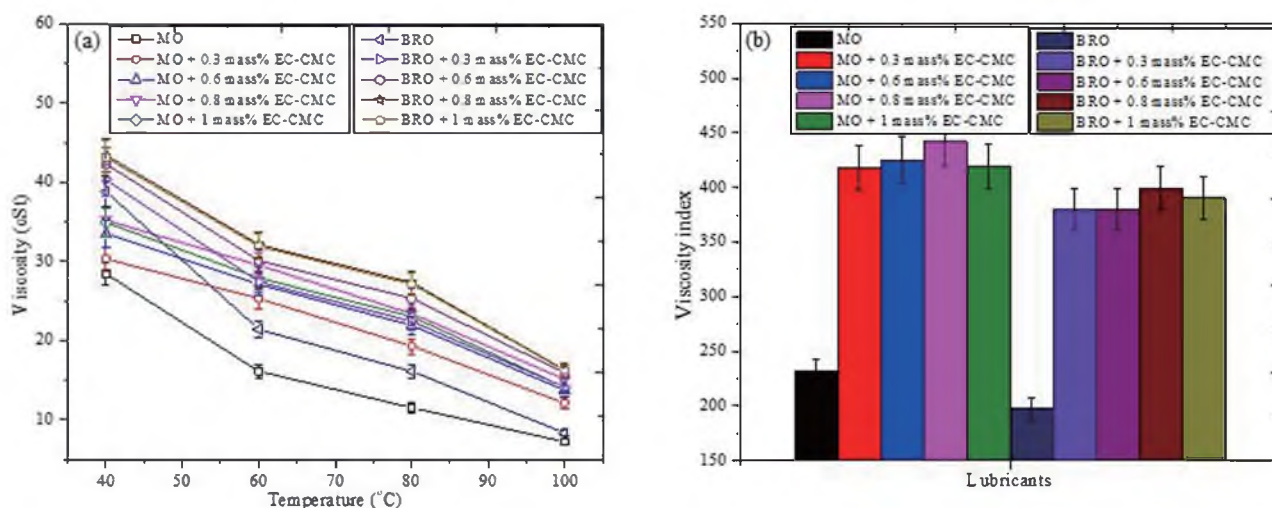 (a)
60
50
40
30
20
10
Viscosity (cSt)
MO
MO + 0.3 mass% EC-CMC
MO + 0.6 mass% EC-CMC
MO + 0.8 mass% EC-CMC
MO + 1 mass% EC-CMC
BRO
BRO + 0.3 mass% EC-CMC
BRO + 0.6 mass% EC-CMC
BRO + 0.8 mass% EC-CMC
BRO + 1 mass% EC-CMC
40 50 60 70 80 90 100
Temperature (°C)
(b)
550
500
450
400
350
300
250
200
150
Viscosity index
MO
MO + 0.3 mass% EC-CMC
MO + 0.6 mass% EC-CMC
MO + 0.8 mass% EC-CMC
MO + 1 mass% EC-CMC
BRO
BRO + 0.3 mass% EC-CMC
BRO + 0.6 mass% EC-CMC
BRO + 0.8 mass% EC-CMC
BRO + 1 mass% EC-CMC
Lubricants